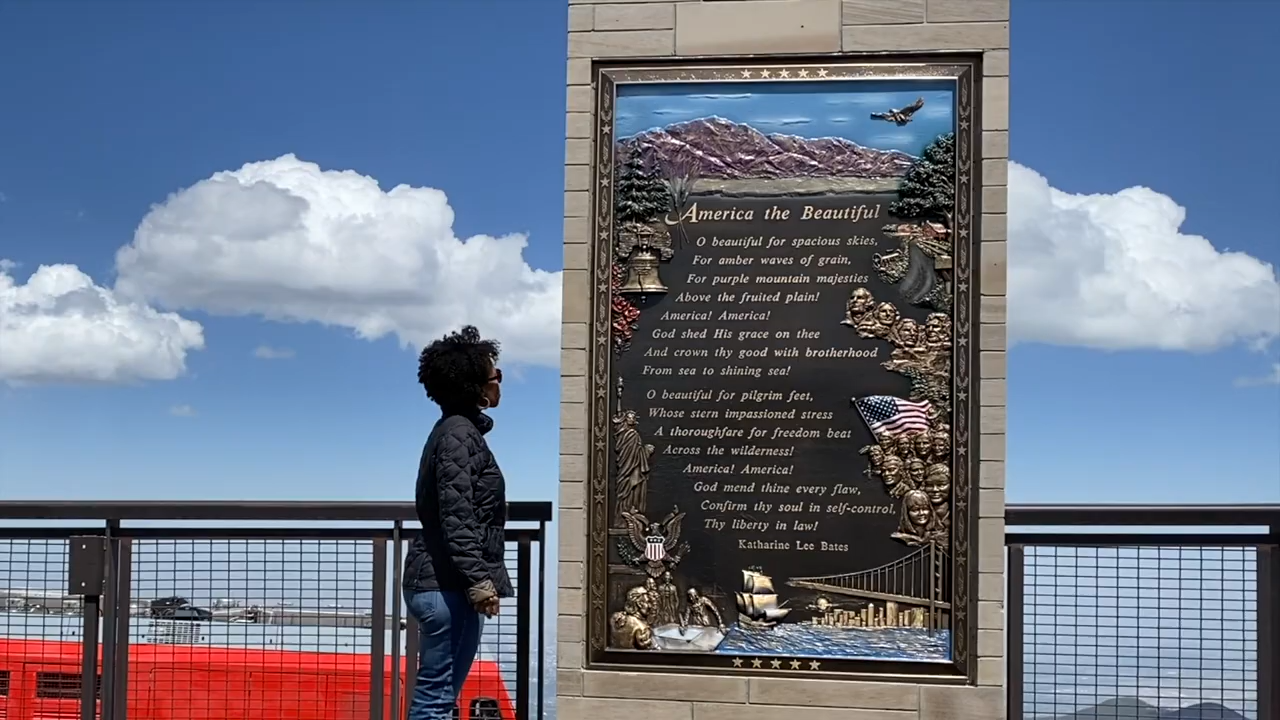 America the Beautiful
O beautiful for spacious skies,
For amber waves of grain,
For purple mountain majesties
Above the fruited plain!
America! America!
God shed His grace on thee
And crown thy good with brotherhood
From sea to shining sea!
O beautiful for pilgrim feet,
Whose stern impassioned stress
A thoroughfare for freedom beat
Across the wilderness!
America! America!
God mend thine every flaw,
Confirm thy soul in self-control,
Thy liberty in law!
Katharine Lee Bates